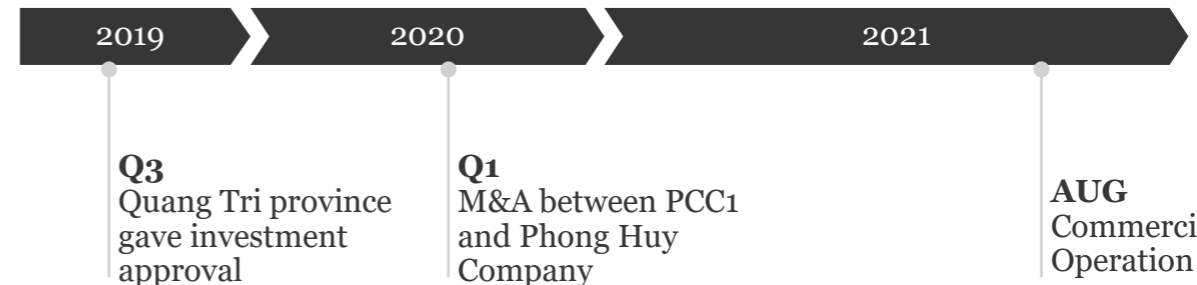 2019
2020
2021
Q3
Quang Tri province
gave investment
approval
Q1
M&A between PCC1
and Phong Huy
Company
AUG
Commerci
Operation